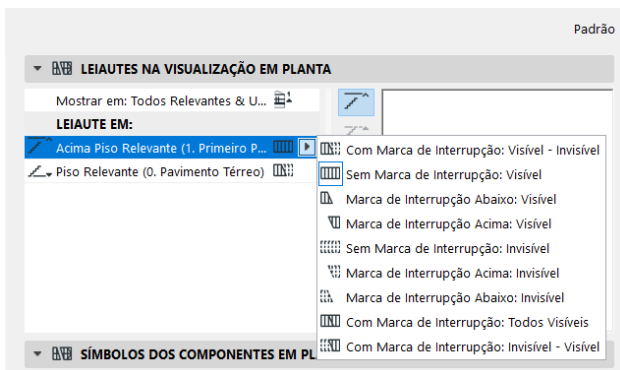 Padrão
LEIAUTES NA VISUALIZAÇÃO EM PLANTA
Mostrar em: Todos Relevantes & U...
LEIAUTE EM:
Acima Piso Relevante (1. Primeiro P...
Piso Relevante (0. Pavimento Térreo)
Com Marca de Interrupção: Visível - Invisível
Sem Marca de Interrupção: Visível
Marca de Interrupção Abaixo: Visível
Marca de Interrupção Acima: Visível
Sem Marca de Interrupção: Invisível
Marca de Interrupção Acima: Invisível
Marca de Interrupção Abaixo: Invisível
Com Marca de Interrupção: Todos Visíveis
Com Marca de Interrupção: Invisível - Visível
SÍMBOLOS DOS COMPONENTES EM PL